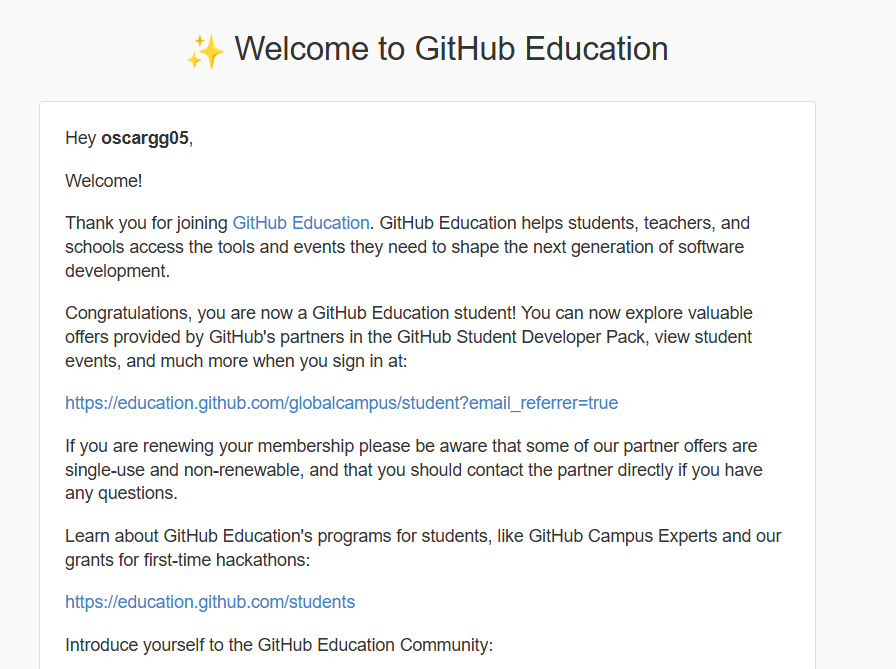 ✨ Welcome to GitHub Education
Hey oscargg05,
Welcome!
Thank you for joining GitHub Education. GitHub Education helps students, teachers, and
schools access the tools and events they need to shape the next generation of software
development.
Congratulations, you are now a GitHub Education student! You can now explore valuable
offers provided by GitHub's partners in the GitHub Student Developer Pack, view student
events, and much more when you sign in at:
https://education.github.com/globalcampus/student?email_referrer=true
If you are renewing your membership please be aware that some of our partner offers are
single-use and non-renewable, and that you should contact the partner directly if you have
any questions.
Learn about GitHub Education's programs for students, like GitHub Campus Experts and our
grants for first-time hackathons:
https://education.github.com/students
Introduce yourself to the GitHub Education Community: